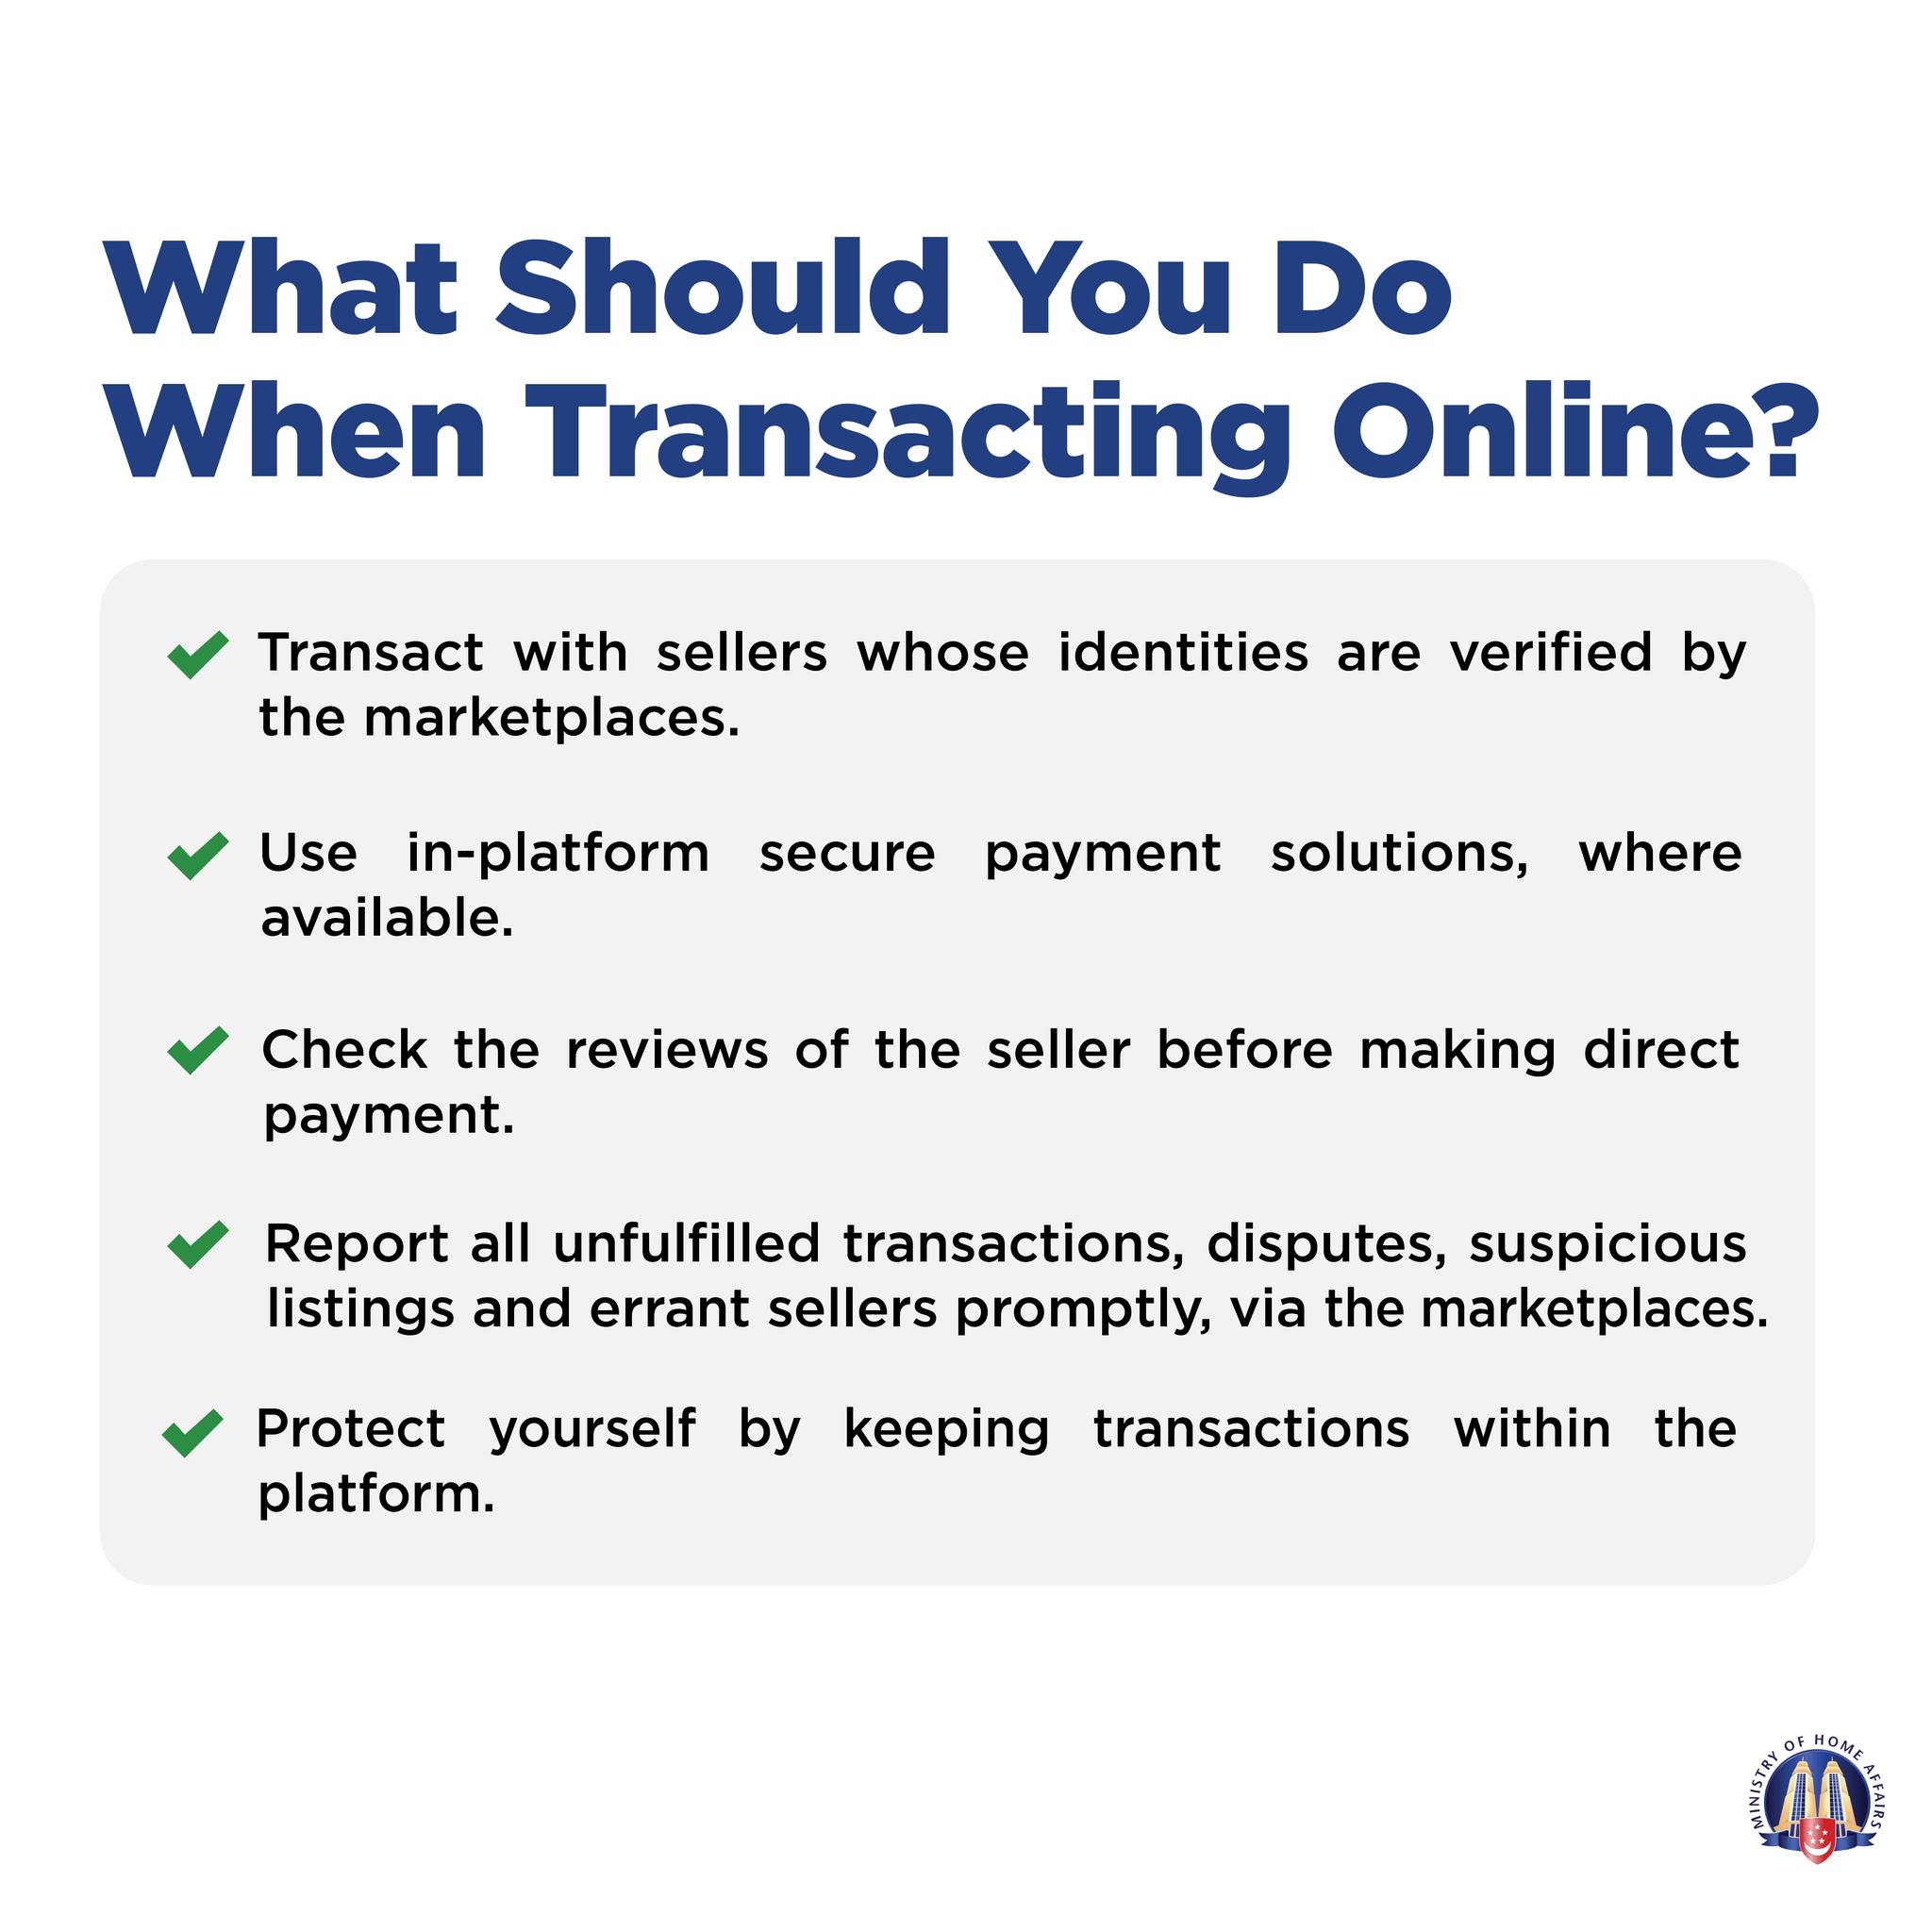 What Should You Do
When Transacting Online?
Transact with sellers whose identities are verified by
the marketplaces.
Use in-platform secure payment solutions, where
available.
Check the reviews of the seller before making direct
payment.
Report all unfulfilled transactions, disputes, suspicious
listings and errant sellers promptly, via the marketplaces.
Protect yourself by keeping transactions within the
platform.
MINISTRY OF HOME AFFAIRS